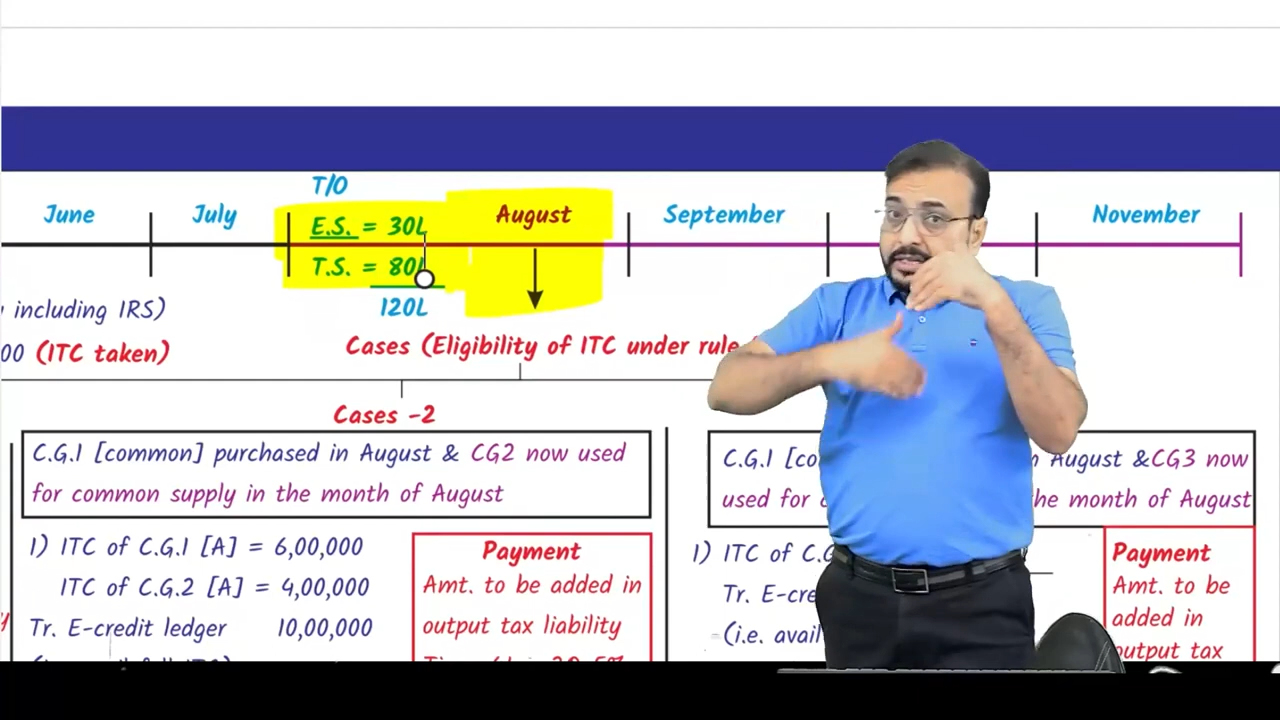 T/O
June
July
E.S. = 30L
August
September
November
T.S. = 80L
120L
including IRS)
00 (ITC taken)
Cases (Eligibility of ITC under rule
Cases -2
C.G.1 [common] purchased in August & CG2 now used
for common supply in the month of August
1) ITC of C.G.1 [A] = 6,00,000
ITC of C.G.2 [A] = 4,00,000
Tr. E-credit ledger 10,00,000
Payment
Amt. to be added in
output tax liability
C.G.1 [co August &CG3 now
used for the month of August
1) ITC of C.G
Tr. E-cre
(i.e. avail
Payment
Amt. to be
added in
output tax